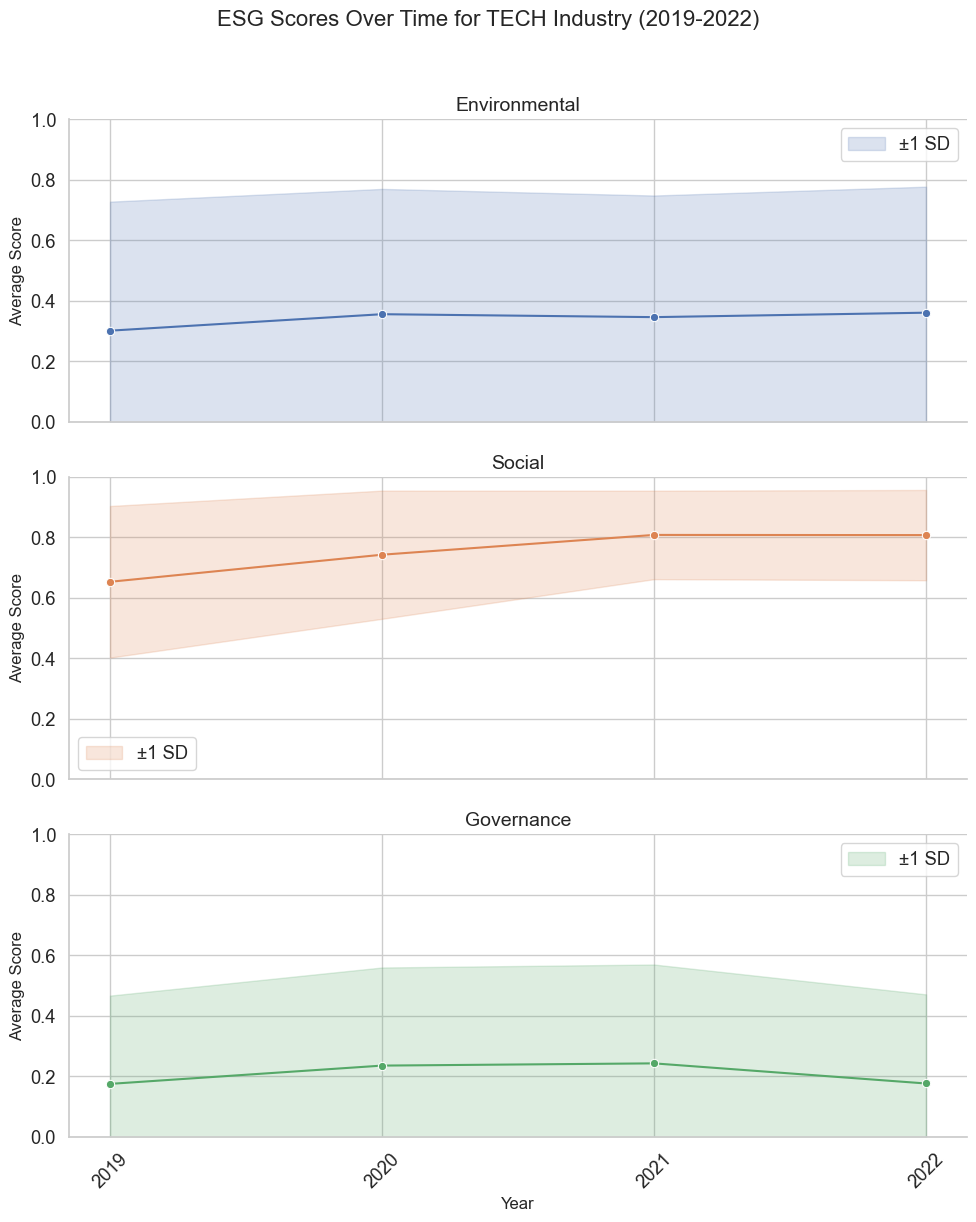 ESG Scores Over Time for TECH Industry (2019-2022)
Environmental
±1 SD
Average Score
1.0
0.8
0.6
0.4
0.2
0.0
Social
±1 SD
Average Score
1.0
0.8
0.6
0.4
0.2
0.0
Governance
±1 SD
Average Score
1.0
0.8
0.6
0.4
0.2
0.0
2019
2020
2021
2022
Year